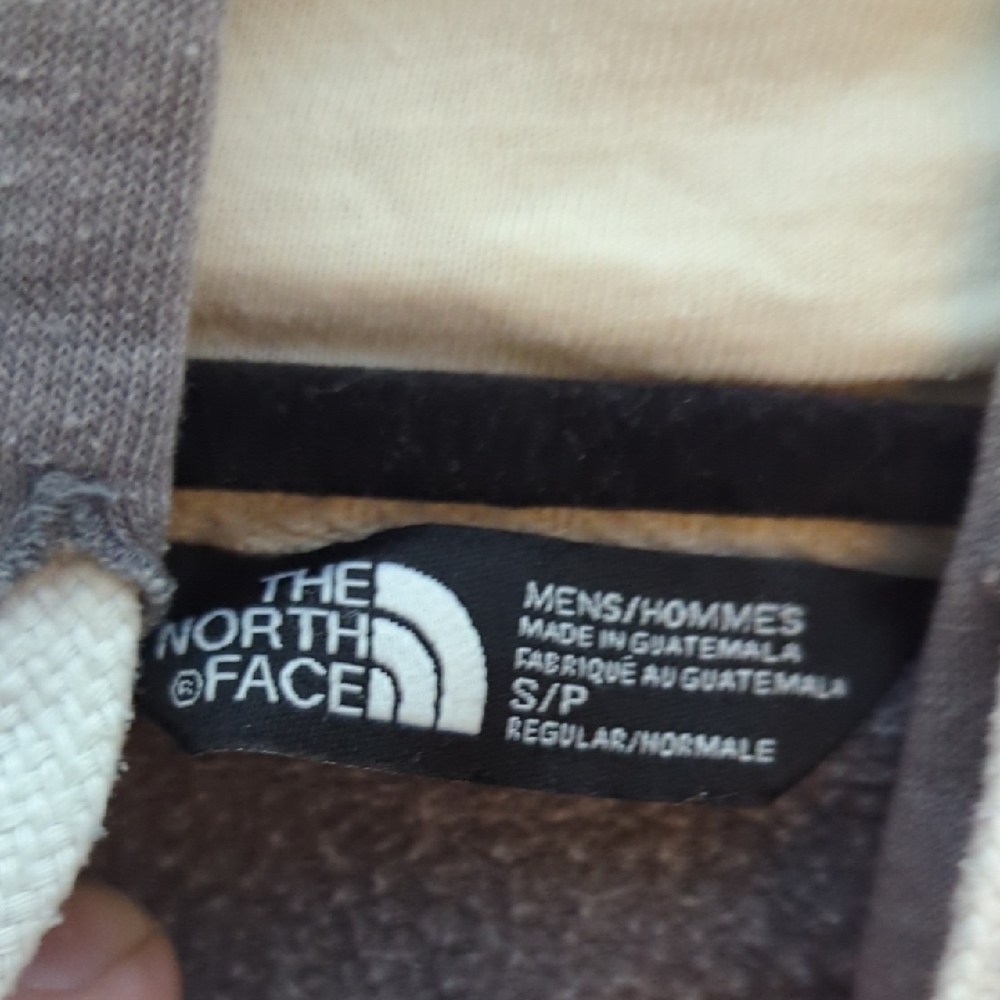 THE
NORTH
®FACE
MENS/HOMMES
MADE IN GUATEMALA
FABRIQUÉ AU GUATEMALA
S/P
REGULAR/NORMALE